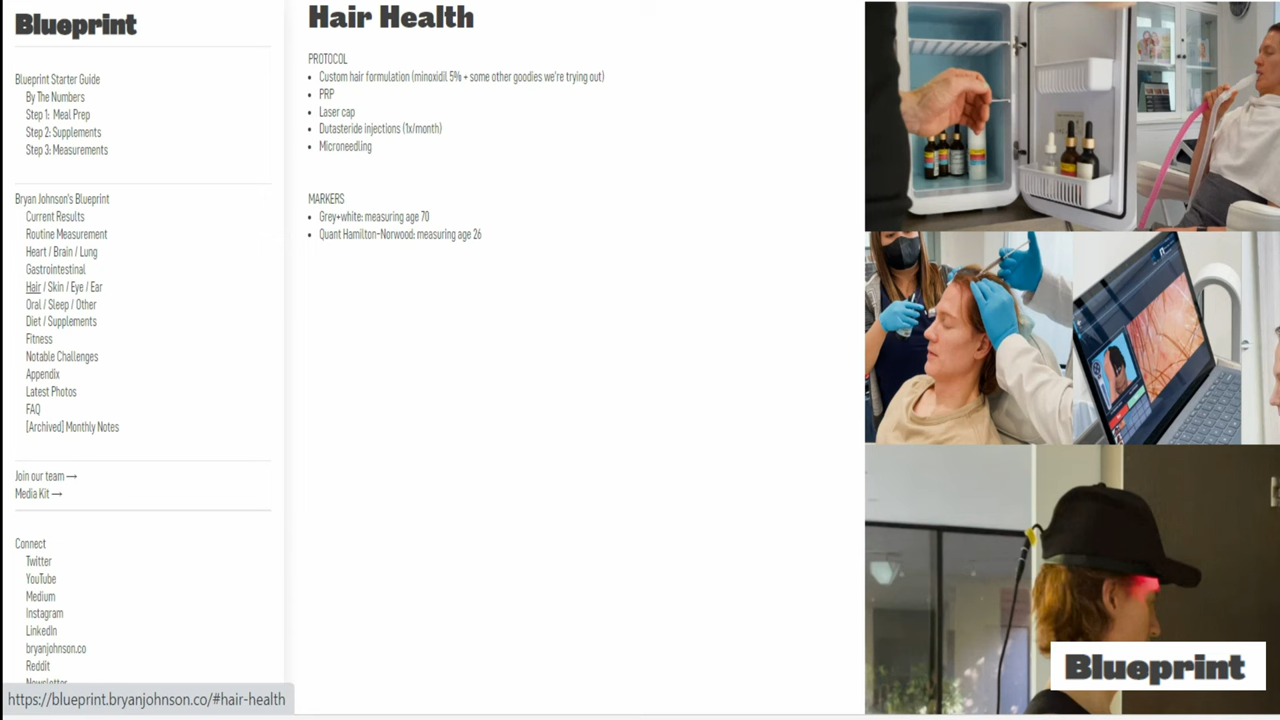 Blueprint
Blueprint Starter Guide
By The Numbers
Step 1: Meal Prep
Step 2: Supplements
Step 3: Measurements
Bryan Johnson's Blueprint
Current Results
Routine Measurement
Heart / Brain / Lung
Gastrointestinal
Hair / Skin / Eye / Ear
Oral / Sleep / Other
Diet / Supplements
Fitness
Notable Challenges
Appendix
Latest Photos
FAQ
[Archived] Monthly Notes
Join our team →
Media Kit →
Connect
Twitter
YouTube
Medium
Instagram
LinkedIn
bryanjohnson.co
Reddit
Newsletter
https://blueprint.bryanjohnson.co/#hair-health
Hair Health
PROTOCOL
• Custom hair formulation (minoxidil 5% + some other goodies we're trying out)
• PRP
• Laser cap
• Dutasteride injections (1x/month)
• Microneedling
MARKERS
• Grey+white: measuring age 70
• Quant Hamilton-Norwood: measuring age 26
Blueprint